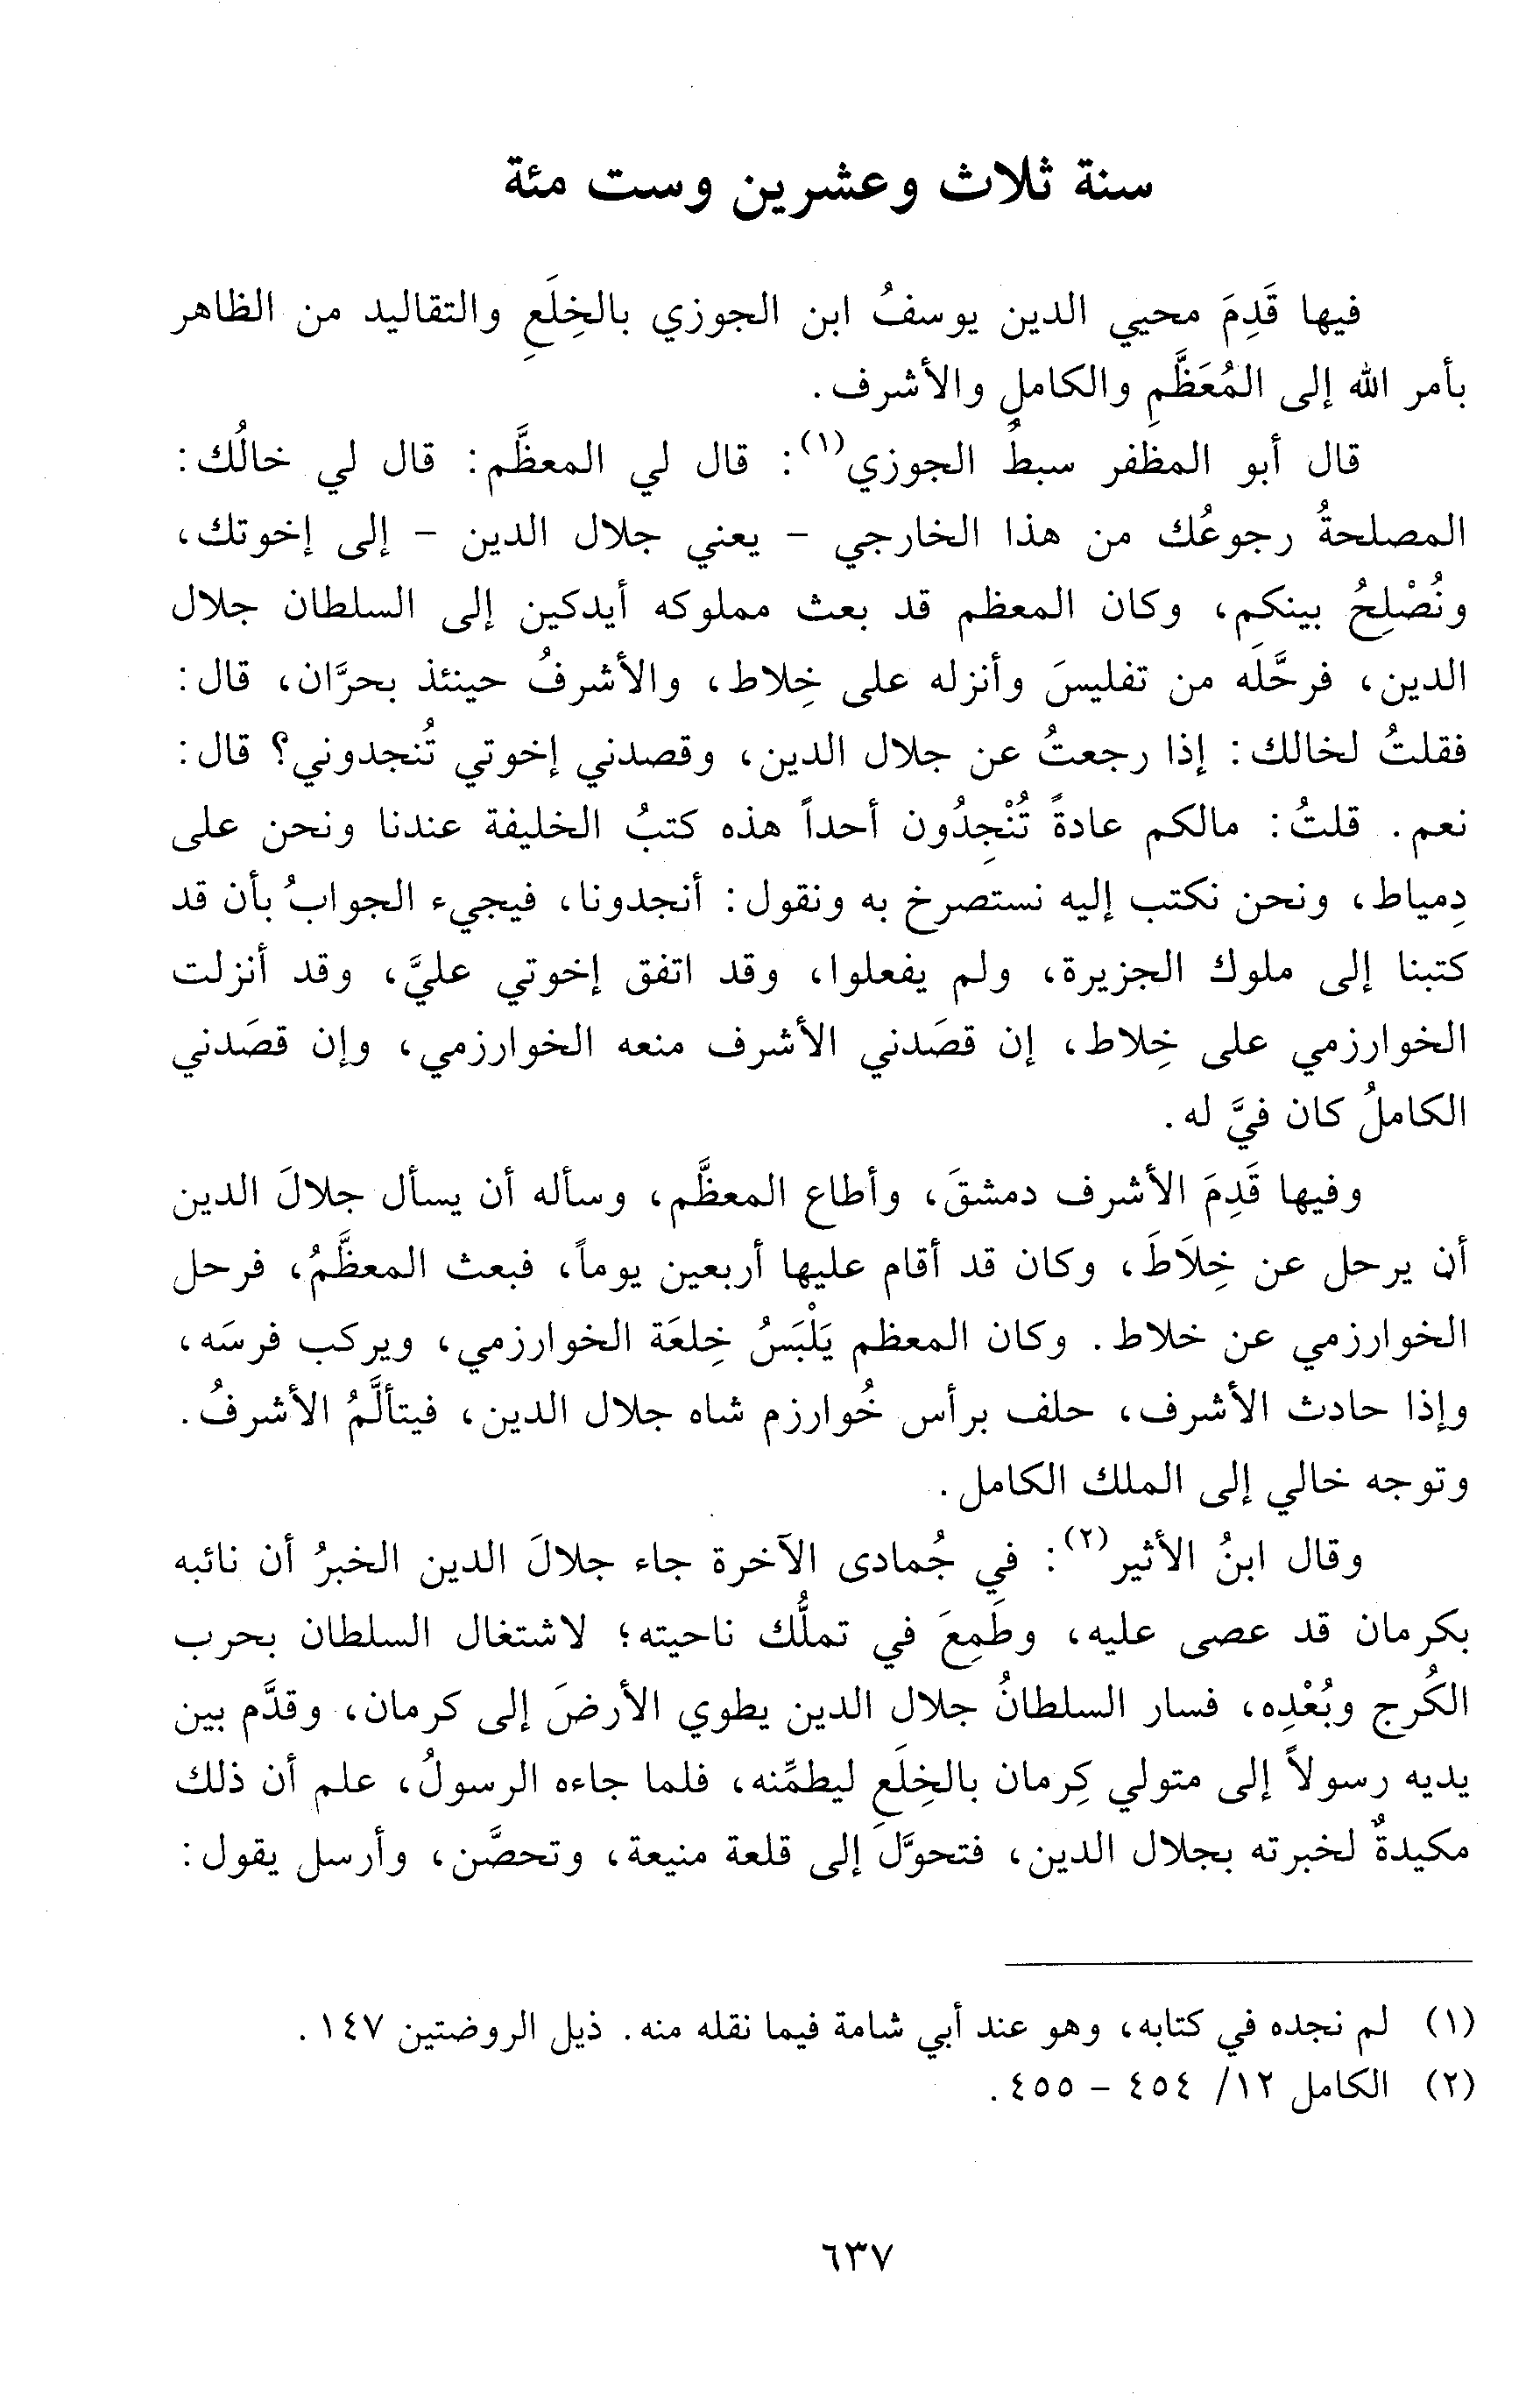 سنة ثلاث وعشرين وست مئة
فيها قَدِمَ محيي الدين يوسفُ ابن الجوزي بالخِلَعِ والتقاليد من الظاهر
بأمر الله إلى المُعَظَّمِ والكامل والأشرف.
قال أبو المظفر سبطُ الجوزي(١): قال لي المعظَّم: قال لي خالُك:
المصلحةُ رجوعُك من هذا الخارجي - يعني جلال الدين - إلى إخوتك،
ونُصْلِحُ بينكم، وكان المعظم قد بعث مملوكه أيدكين إلى السلطان جلال
الدين، فرحَّلَه من تفليسَ وأنزله على خِلاط، والأشرفُ حينئذ بحرَّان، قال:
فقلتُ لخالك: إذا رجعتُ عن جلال الدين، وقصدني إخوتي تُنجدوني؟ قال:
نعم. قلتُ: مالكم عادةً تُنْجِدُون أحداً هذه كتبُ الخليفة عندنا ونحن على
دِمياط، ونحن نكتب إليه نستصرخ به ونقول: أنجدونا، فيجيء الجوابُ بأن قد
كتبنا إلى ملوك الجزيرة، ولم يفعلوا، وقد اتفق إخوتي عليَّ، وقد أنزلت
الخوارزمي على خِلاط، إن قصَدني الأشرف منعه الخوارزمي، وإن قصَدني
الكاملُ كان فيَّ له.
وفيها قَدِمَ الأشرف دمشقَ، وأطاع المعظَّم، وسأله أن يسأل جلالَ الدين
أن يرحل عن خِلَاطَ، وكان قد أقام عليها أربعين يوماً، فبعث المعظَّمُ، فرحل
الخوارزمي عن خلاط. وكان المعظم يَلْبَسُ خِلعَة الخوارزمي، ويركب فرسَه،
وإذا حادث الأشرف، حلف برأس خُوارزم شاه جلال الدين، فيتألَّمُ الأشرفُ.
وتوجه خالي إلى الملك الكامل.
وقال ابنُ الأثير(٢): في جُمادى الآخرة جاء جلالَ الدين الخبرُ أن نائبه
بكرمان قد عصى عليه، وطَمِعَ في تملُّك ناحيته؛ لاشتغال السلطان بحرب
الكُرج وبُعْدِه، فسار السلطانُ جلال الدين يطوي الأرضَ إلى كرمان، وقدَّم بين
يديه رسولاً إلى متولي كِرمان بالخِلَعِ ليطمِّنه، فلما جاءه الرسولُ، علم أن ذلك
مكيدةٌ لخبرته بجلال الدين، فتحوَّلَ إلى قلعة منيعة، وتحصَّن، وأرسل يقول:
(١) لم نجده في كتابه، وهو عند أبي شامة فيما نقله منه. ذيل الروضتين ١٤٧.
(٢) الكامل ١٢/ ٤٥٤ - ٤٥٥.
٦٣٧